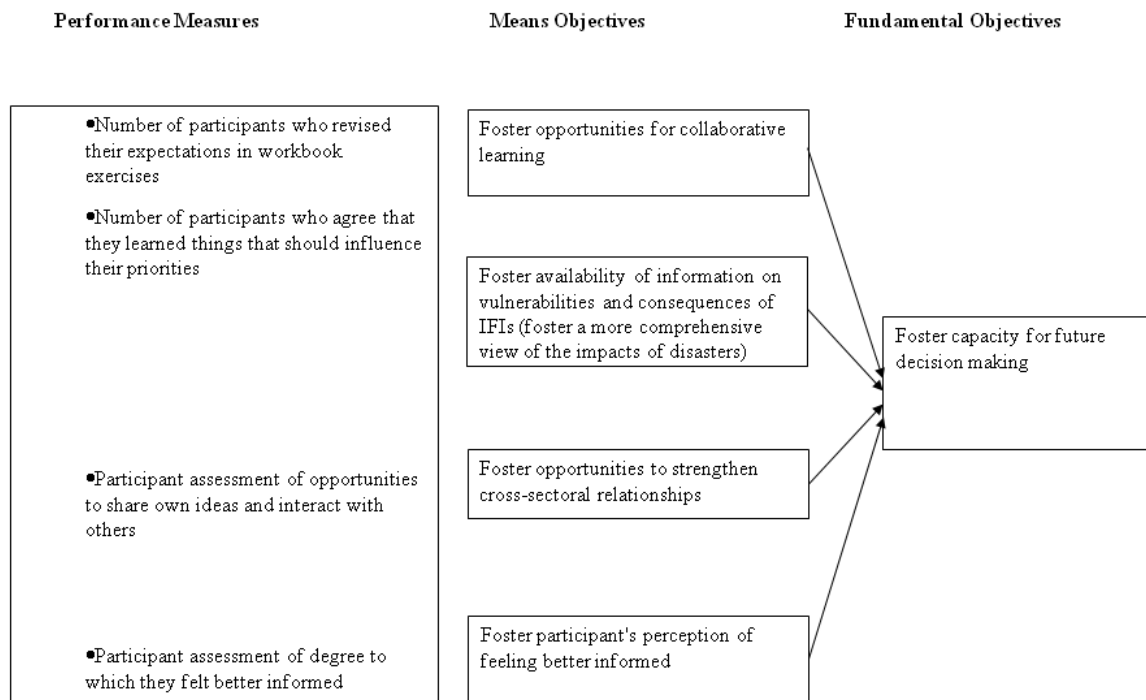 Performance Measures
Means Objectives
Fundamental Objectives
•Number of participants who revised
their expectations in workbook
exercises
•Number of participants who agree that
they learned things that should influence
their priorities
•Participant assessment of opportunities
to share own ideas and interact with
others
•Participant assessment of degree to
which they felt better informed
Foster opportunities for collaborative
learning
Foster availability of information on
vulnerabilities and consequences of
IFIs (foster a more comprehensive
view of the impacts of disasters)
Foster opportunities to strengthen
cross-sectoral relationships
Foster participant's perception of
feeling better informed
Foster capacity for future
decision making